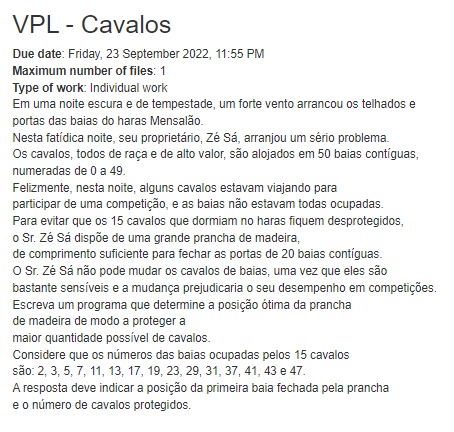 VPL - Cavalos
Due date: Friday, 23 September 2022, 11:55 PM
Maximum number of files: 1
Type of work: Individual work
Em uma noite escura e de tempestade, um forte vento arrancou os telhados e
portas das baias do haras Mensalão.
Nesta fatídica noite, seu proprietário, Zé Sá, arranjou um sério problema.
Os cavalos, todos de raça e de alto valor, são alojados em 50 baias contíguas,
numeradas de 0 a 49.
Felizmente, nesta noite, alguns cavalos estavam viajando para
participar de uma competição, e as baias não estavam todas ocupadas.
Para evitar que os 15 cavalos que dormiam no haras fiquem desprotegidos,
o Sr. Zé Sá dispõe de uma grande prancha de madeira,
de comprimento suficiente para fechar as portas de 20 baias contíguas.
O Sr. Zé Sá não pode mudar os cavalos de baias, uma vez que eles são
bastante sensíveis e a mudança prejudicaria o seu desempenho em competições.
Escreva um programa que determine a posição ótima da prancha
de madeira de modo a proteger a
maior quantidade possível de cavalos.
Considere que os números das baias ocupadas pelos 15 cavalos
são: 2, 3, 5, 7, 11, 13, 17, 19, 23, 29, 31, 37, 41, 43 e 47.
A resposta deve indicar a posição da primeira baia fechada pela prancha
e o número de cavalos protegidos.